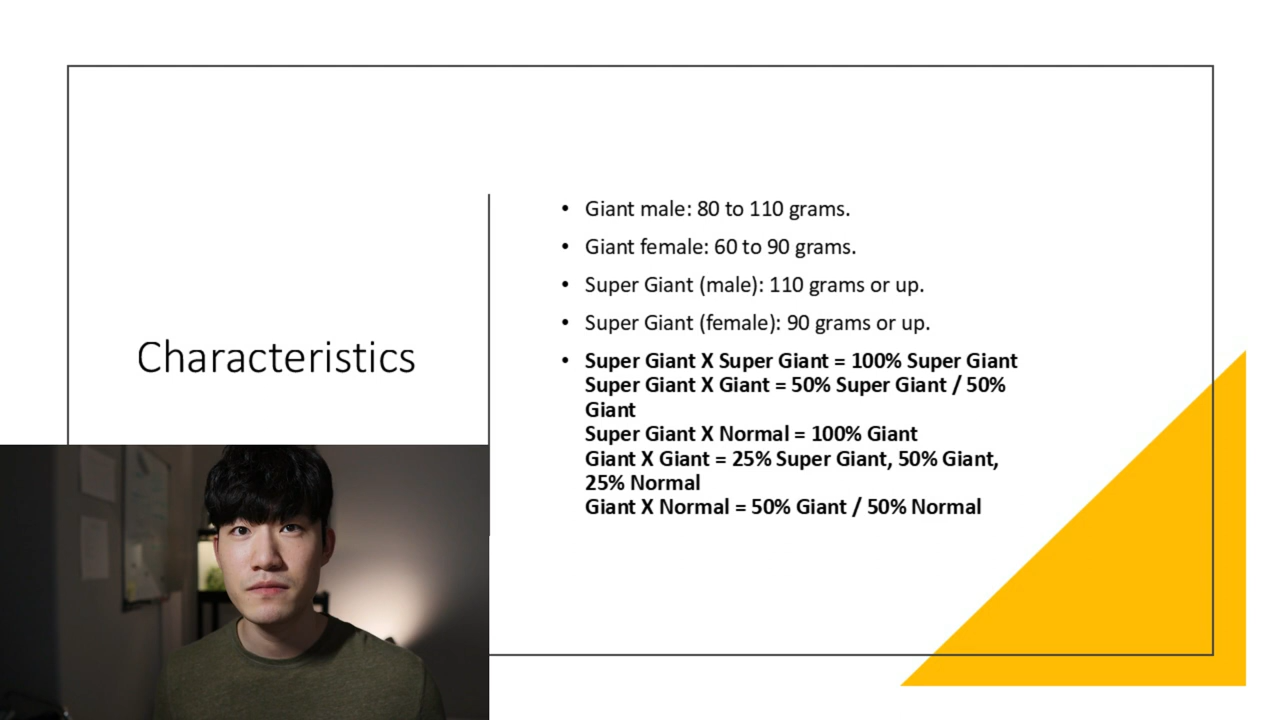 Characteristics
• Giant male: 80 to 110 grams.
• Giant female: 60 to 90 grams.
• Super Giant (male): 110 grams or up.
• Super Giant (female): 90 grams or up.
• Super Giant X Super Giant = 100% Super Giant
Super Giant X Giant = 50% Super Giant / 50%
Giant
Super Giant X Normal = 100% Giant
Giant X Giant = 25% Super Giant, 50% Giant,
25% Normal
Giant X Normal = 50% Giant / 50% Normal